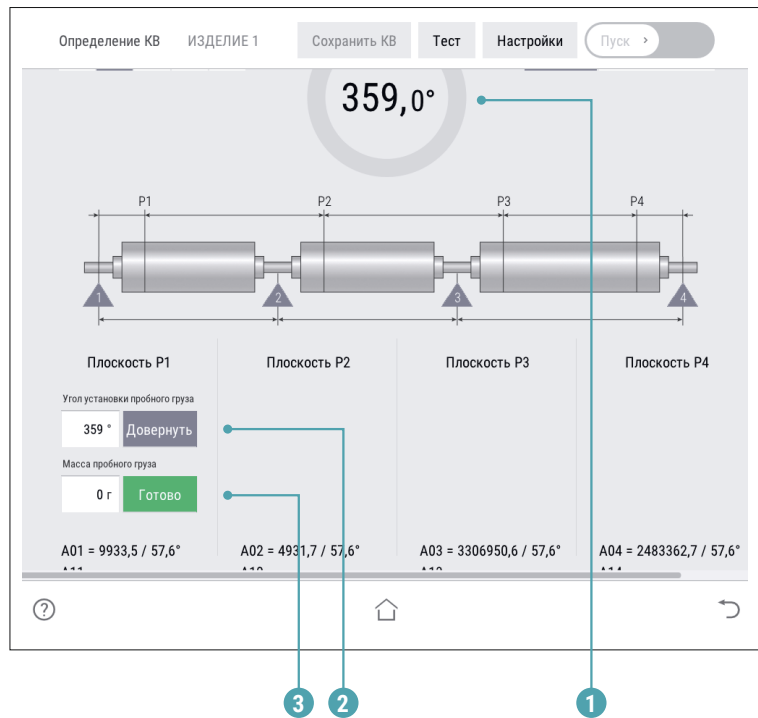 Определение КВ ИЗДЕЛИЕ 1 Сохранить КВ Тест Настройки Пуск
359,0°
P1 P2 P3 P4
1 2 3 4
Плоскость P1 Плоскость P2 Плоскость P3 Плоскость P4
Угол установки пробного груза
359 ° Довернуть
Масса пробного груза
0 г Готово
A01 = 9933,5 / 57,6° A02 = 4931,7 / 57,6° A03 = 3306950,6 / 57,6° A04 = 2483362,7 / 57,6°
?
3 2 1